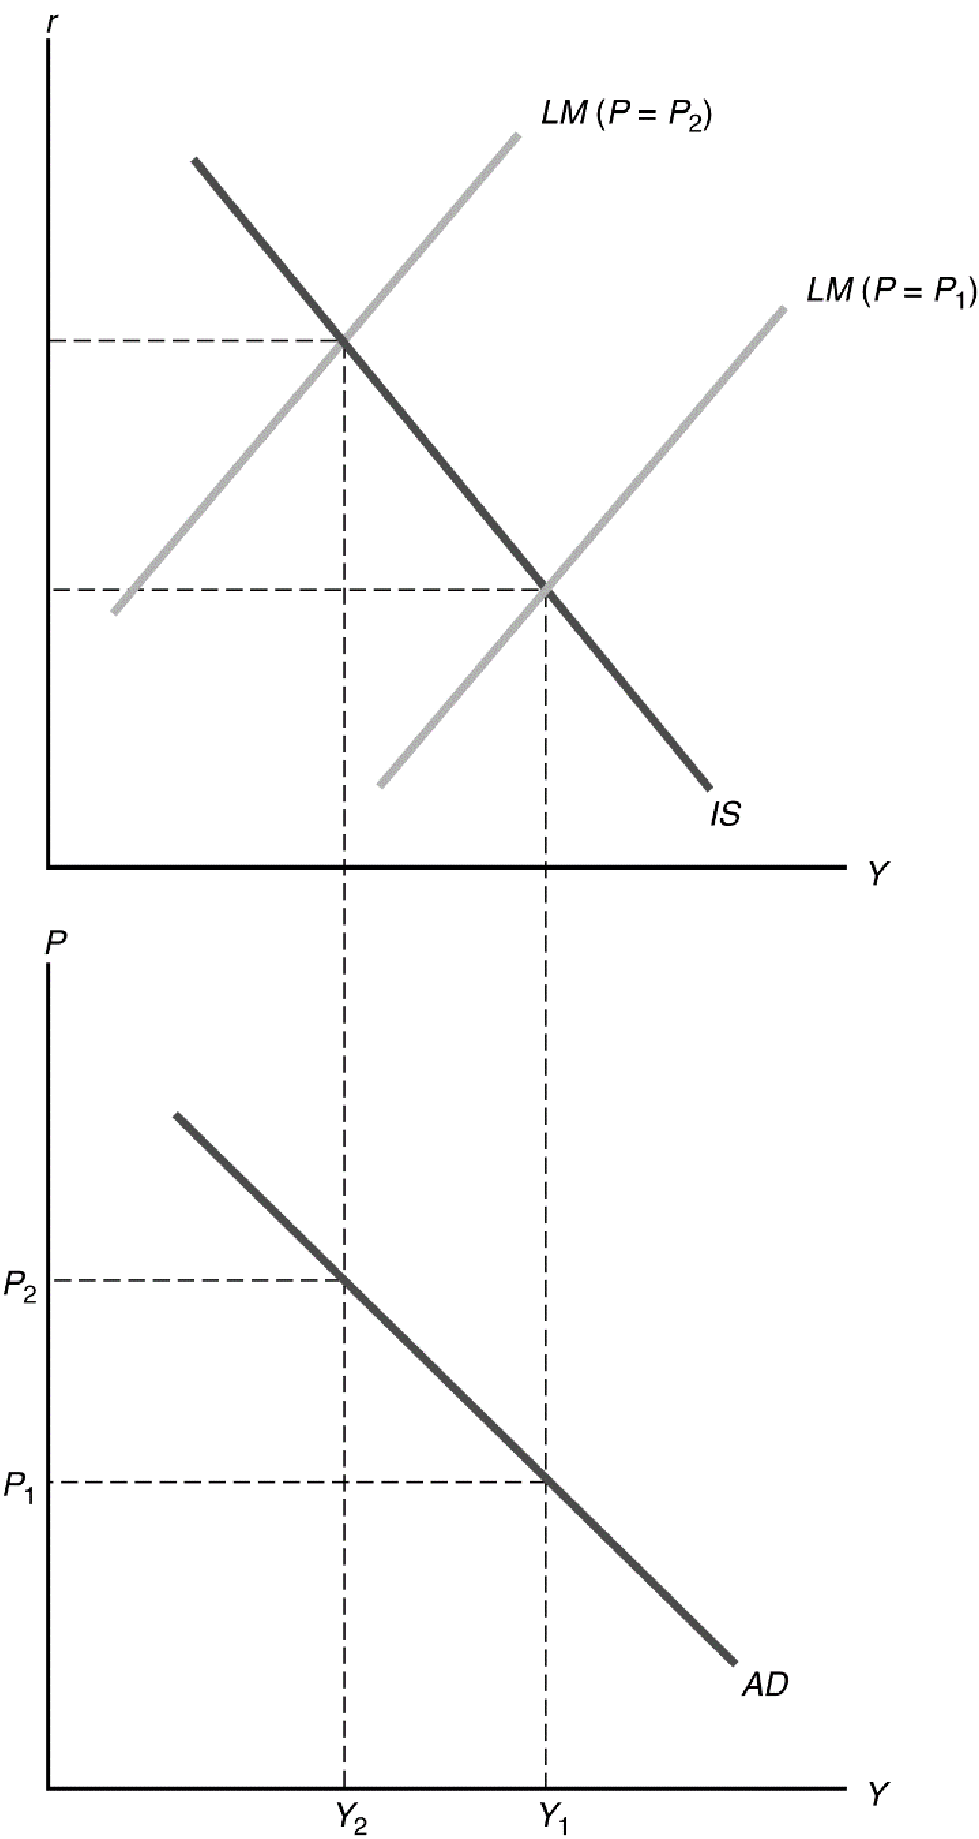 r
LM (P = P₂)
LM (P = P₁)
IS
Y
P
P₂
P₁
AD
Y
Y₂ Y₁